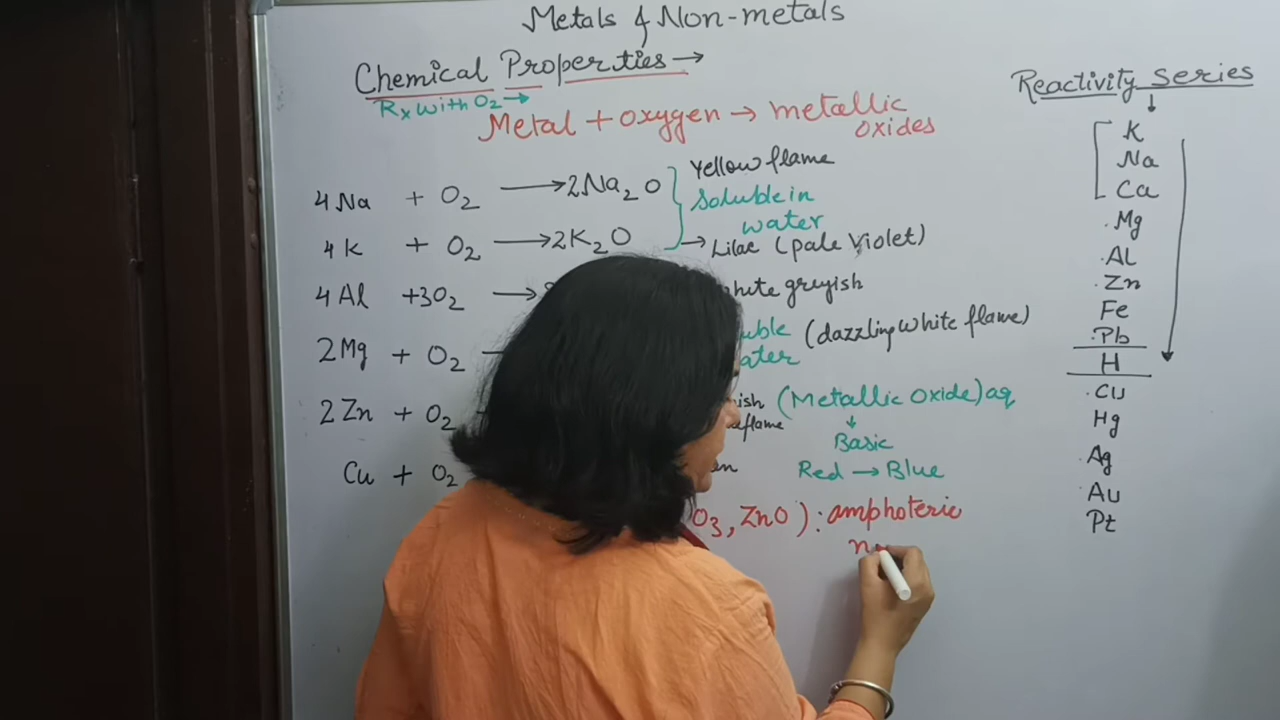 Metals & Non-metals
Chemical Properties →
Rx with O2 →
Metal + oxygen → metallic
oxides
4Na + O2 → 2Na2O Yellow flame
Soluble in
water
4K + O2 → 2K2O → Lilac (pale violet)
4Al + 3O2 → greyish
2Mg + O2 (dazzling white flame)
2Zn + O2 (Metallic oxide)aq
flame
↓
Basic
Cu + O2 Red → Blue
O3, ZnO) : amphoteric
Reactivity Series
↓
K
Na
Ca
.Mg
.Al
.Zn
Fe
.Pb
H
.Cu
Hg
.Ag
.Au
Pt